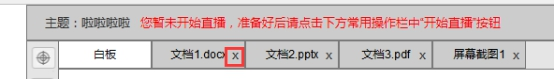 主题：啦啦啦啦 您暂未开始直播，准备好后请点击下方常用操作栏中"开始直播"按钮
白板 文档1.docx x 文档2.pptx x 文档3.pdf x 屏幕截图1 x